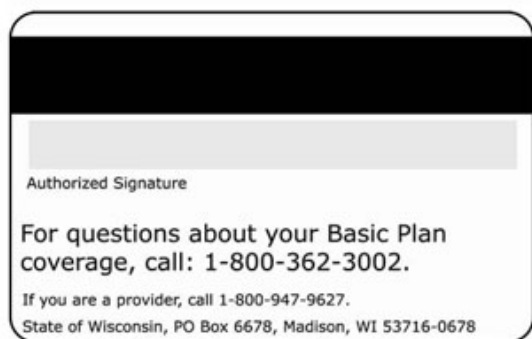 Authorized Signature
For questions about your Basic Plan
coverage, call: 1-800-362-3002.
If you are a provider, call 1-800-947-9627.
State of Wisconsin, PO Box 6678, Madison, WI 53716-0678